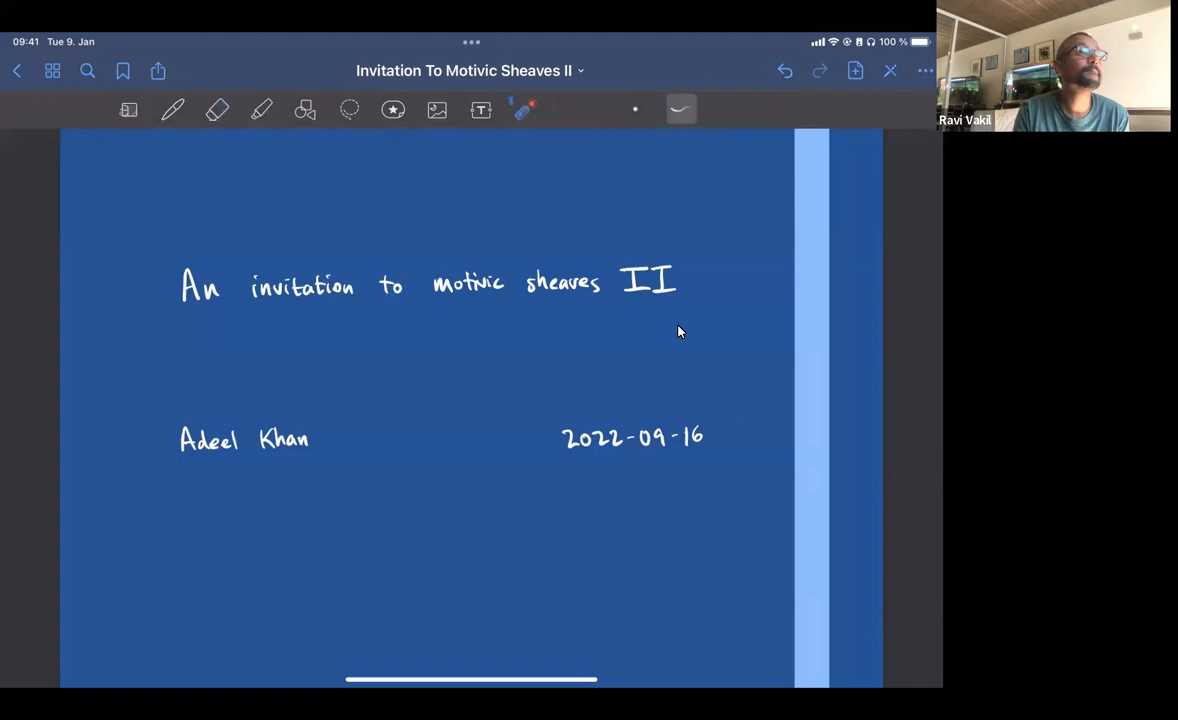 09:41 Tue 9. Jan
100 %
Invitation To Motivic Sheaves II
T
Ravi Vakil
An invitation to motivic sheaves II
Adeel Khan 2022-09-16